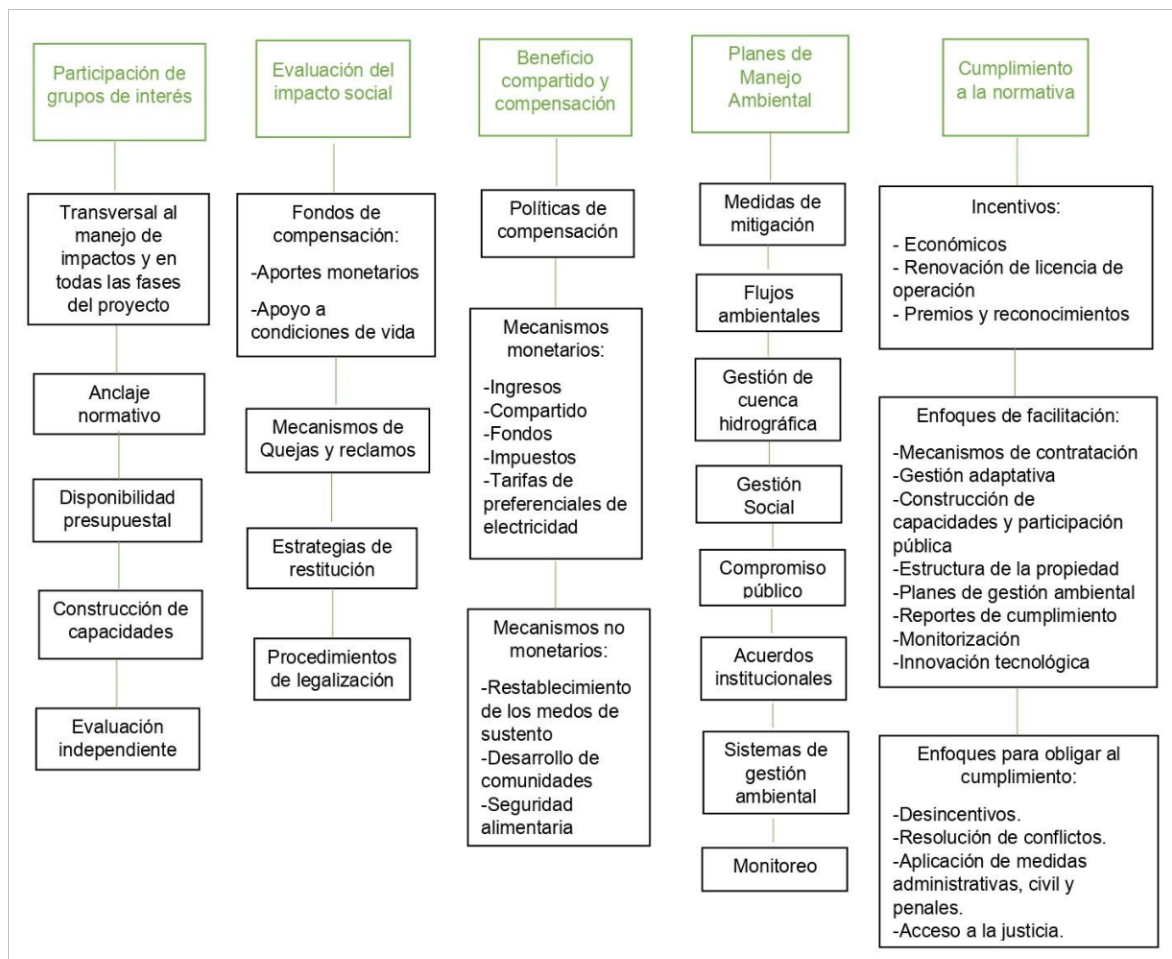 Participación de
grupos de interés
Transversal al
manejo de
impactos y en
todas las fases
del proyecto
Anclaje
normativo
Disponibilidad
presupuestal
Construcción de
capacidades
Evaluación
independiente
Evaluación del
impacto social
Fondos de
compensación:
-Aportes monetarios
-Apoyo a
condiciones de vida
Mecanismos de
Quejas y reclamos
Estrategias de
restitución
Procedimientos
de legalización
Beneficio
compartido y
compensación
Políticas de
compensación
Mecanismos
monetarios:
-Ingresos
-Compartido
-Fondos
-Impuestos
-Tarifas de
preferenciales de
electricidad
Mecanismos no
monetarios:
-Restablecimiento
de los medos de
sustento
-Desarrollo de
comunidades
-Seguridad
alimentaria
Planes de
Manejo
Ambiental
Medidas de
mitigación
Flujos
ambientales
Gestión de
cuenca
hidrográfica
Gestión
Social
Compromiso
público
Acuerdos
institucionales
Sistemas de
gestión
ambiental
Monitoreo
Cumplimiento
a la normativa
Incentivos:
- Económicos
- Renovación de licencia de
operación
- Premios y reconocimientos
Enfoques de facilitación:
-Mecanismos de contratación
-Gestión adaptativa
-Construcción de
capacidades y participación
pública
-Estructura de la propiedad
-Planes de gestión ambiental
-Reportes de cumplimiento
-Monitorización
-Innovación tecnológica
Enfoques para obligar al
cumplimiento:
-Desincentivos.
-Resolución de conflictos.
-Aplicación de medidas
administrativas, civil y
penales.
-Acceso a la justicia.